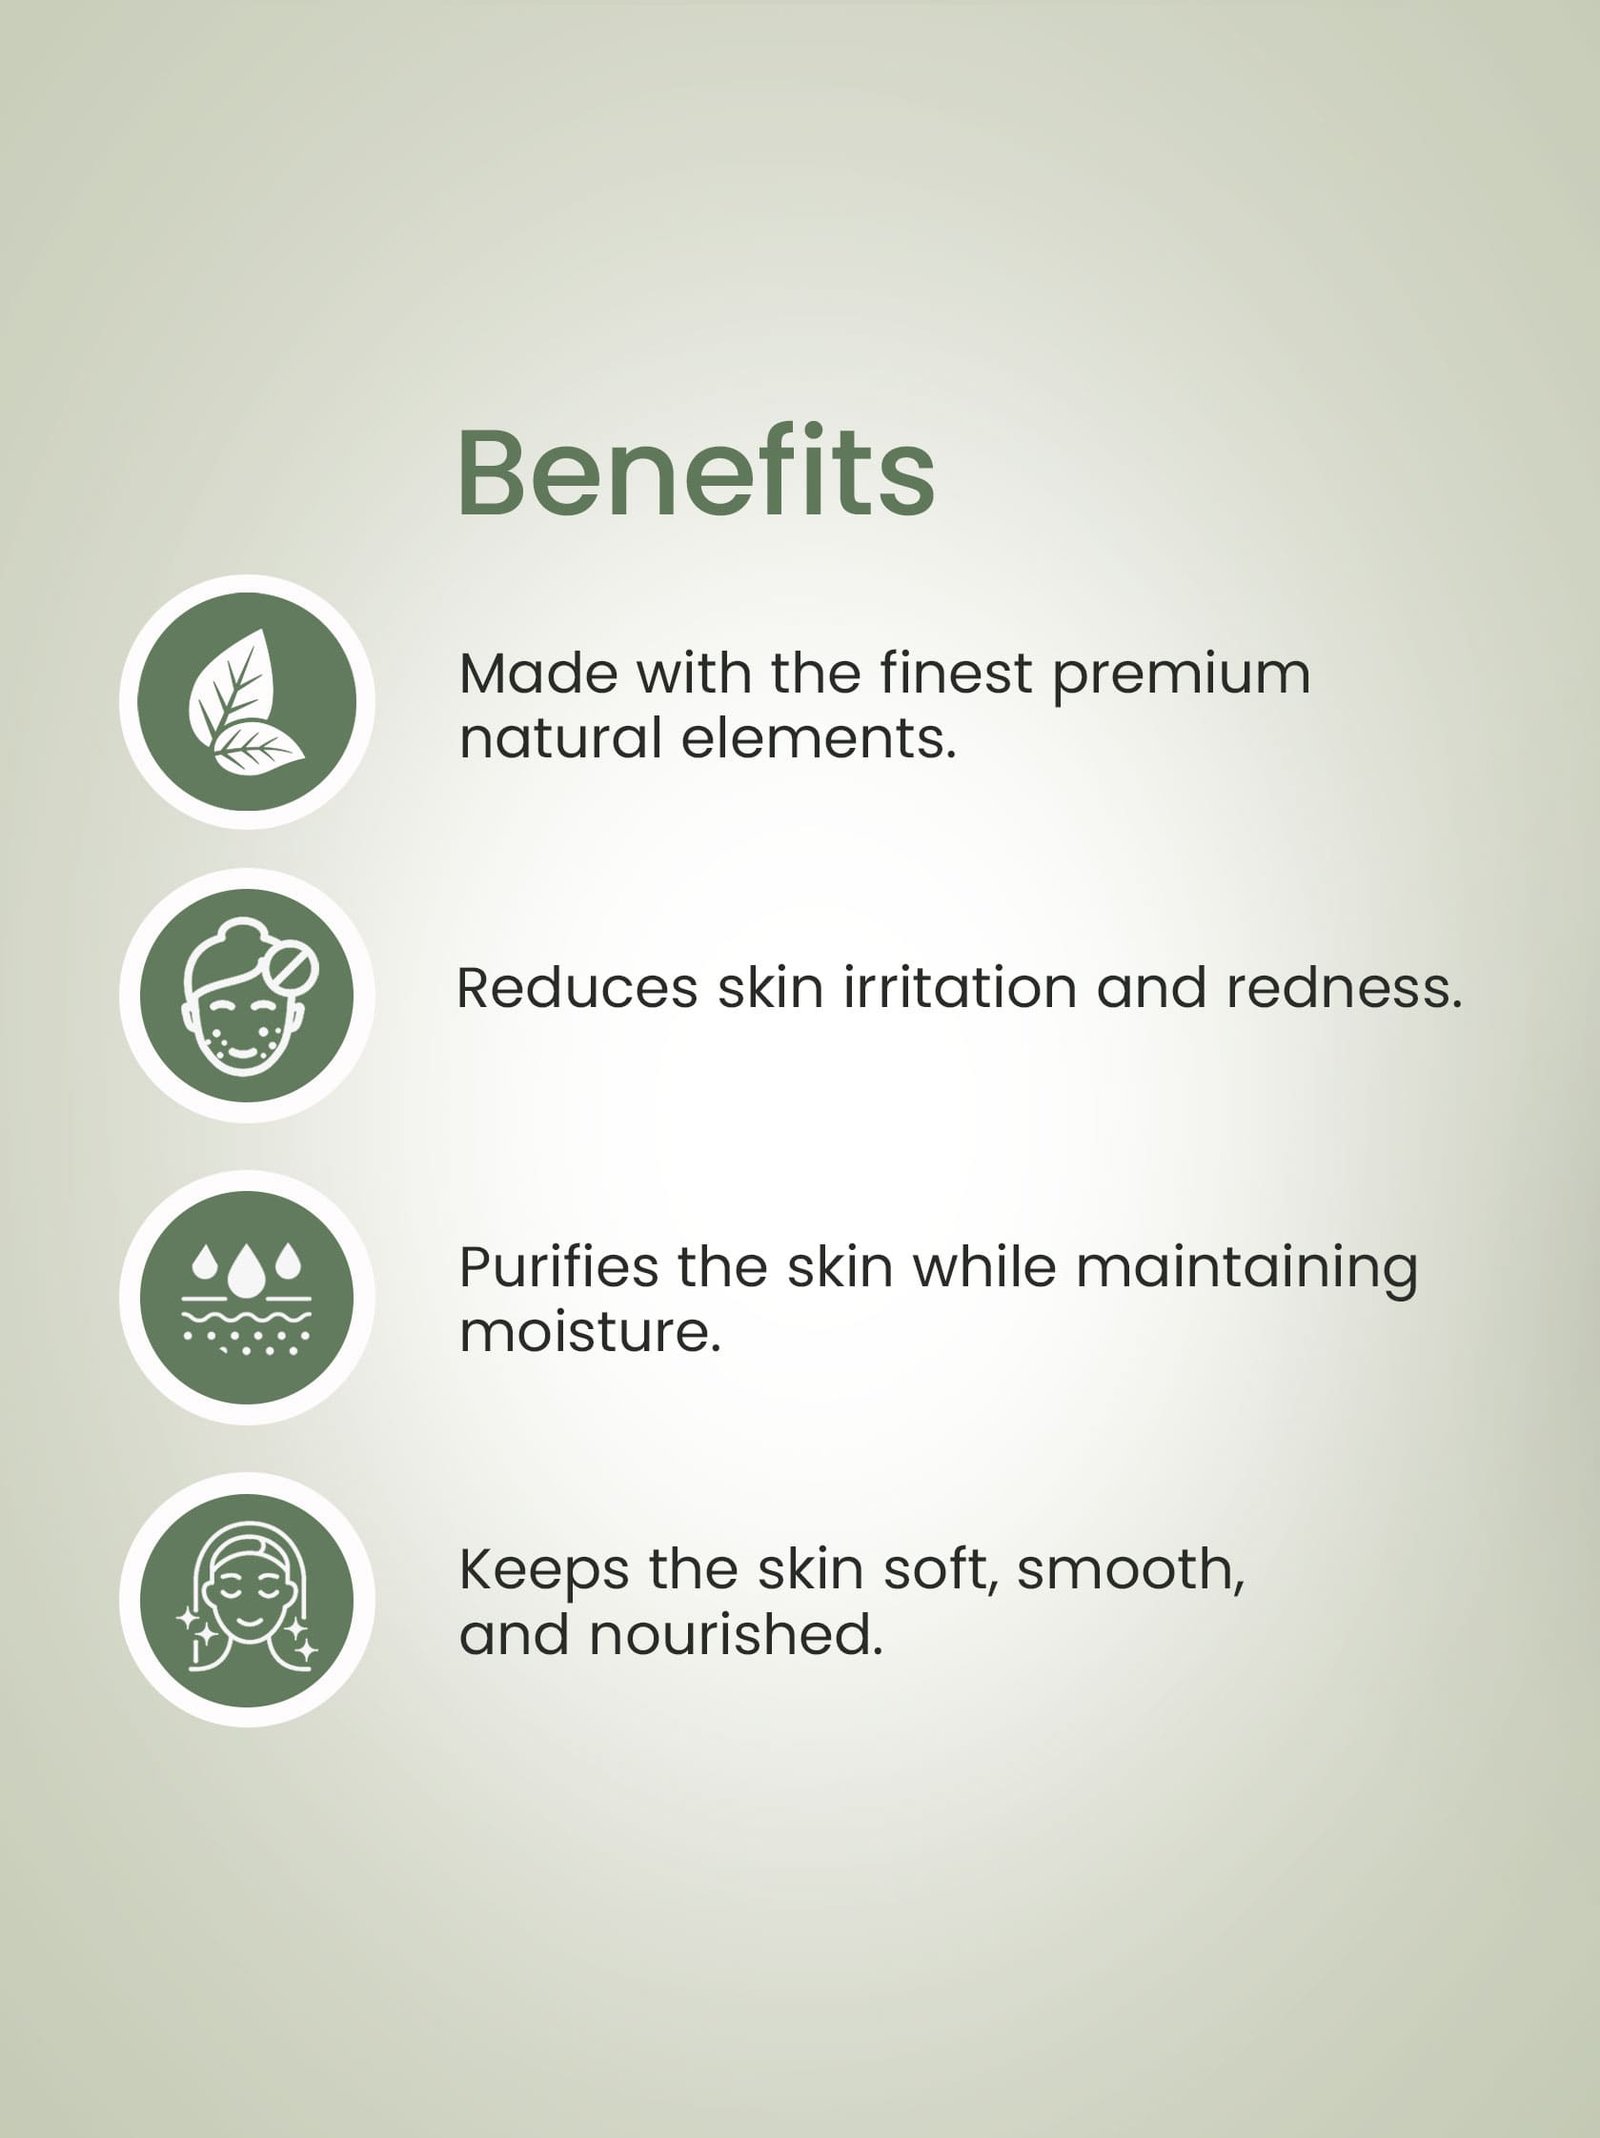 Benefits
Made with the finest premium
natural elements.
Reduces skin irritation and redness.
Purifies the skin while maintaining
moisture.
Keeps the skin soft, smooth,
and nourished.